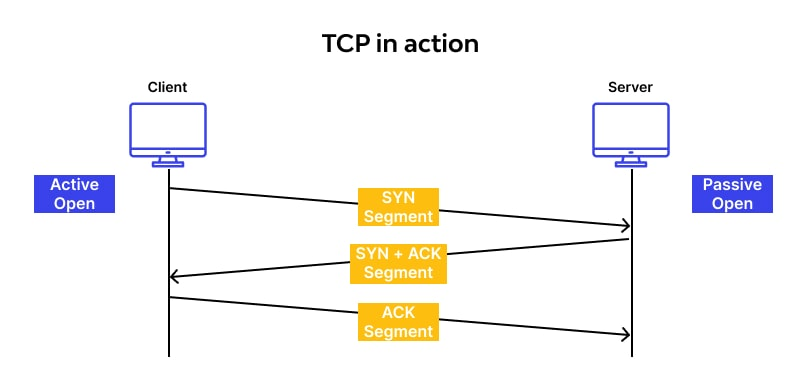 TCP in action
Client
Server
Active
Open
Passive
Open
SYN
Segment
SYN + ACK
Segment
ACK
Segment